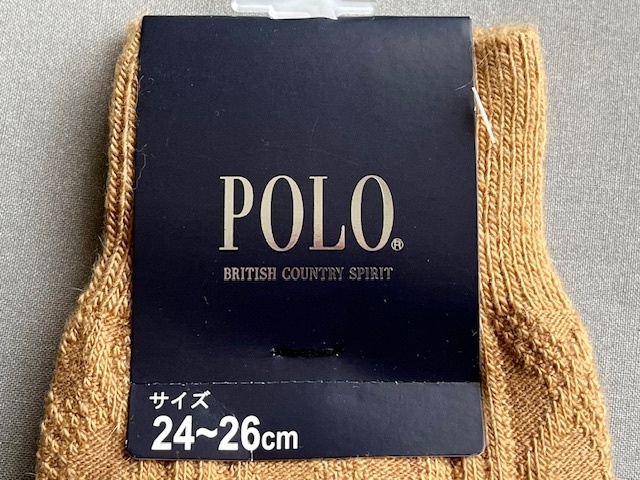 POLO®
BRITISH COUNTRY SPIRIT
サイズ
24~26cm